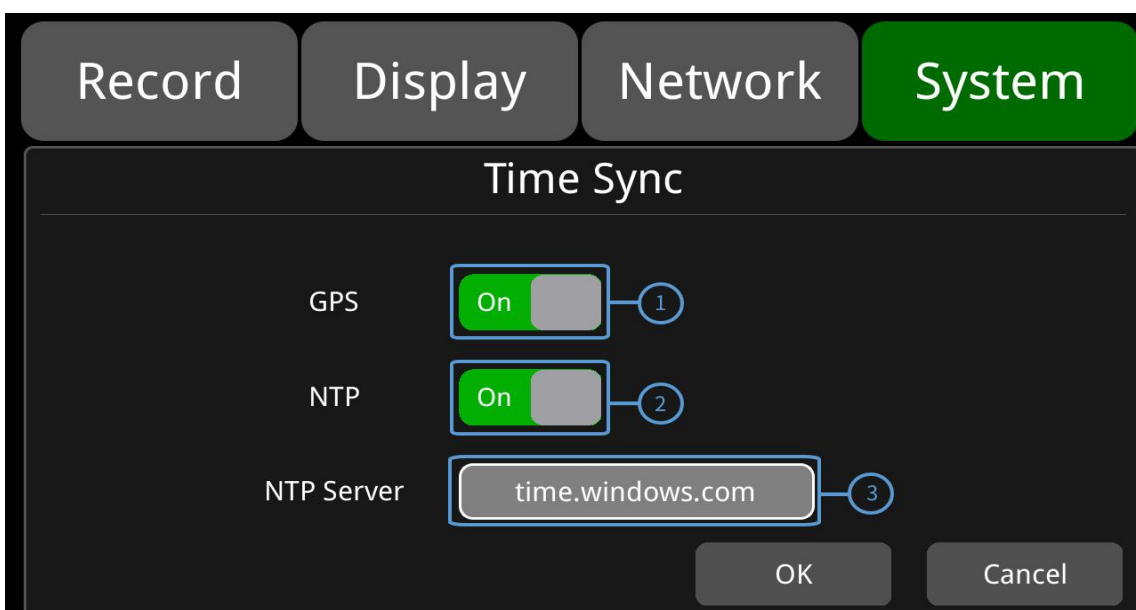 Record Display Network System
Time Sync
GPS On 1
NTP On 2
NTP Server time.windows.com 3
OK Cancel